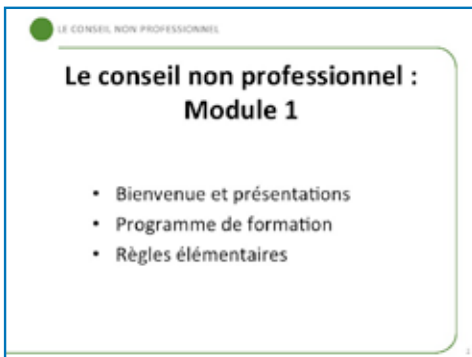 LE CONSEIL NON PROFESSIONNEL
Le conseil non professionnel :
Module 1
• Bienvenue et présentations
• Programme de formation
• Règles élémentaires